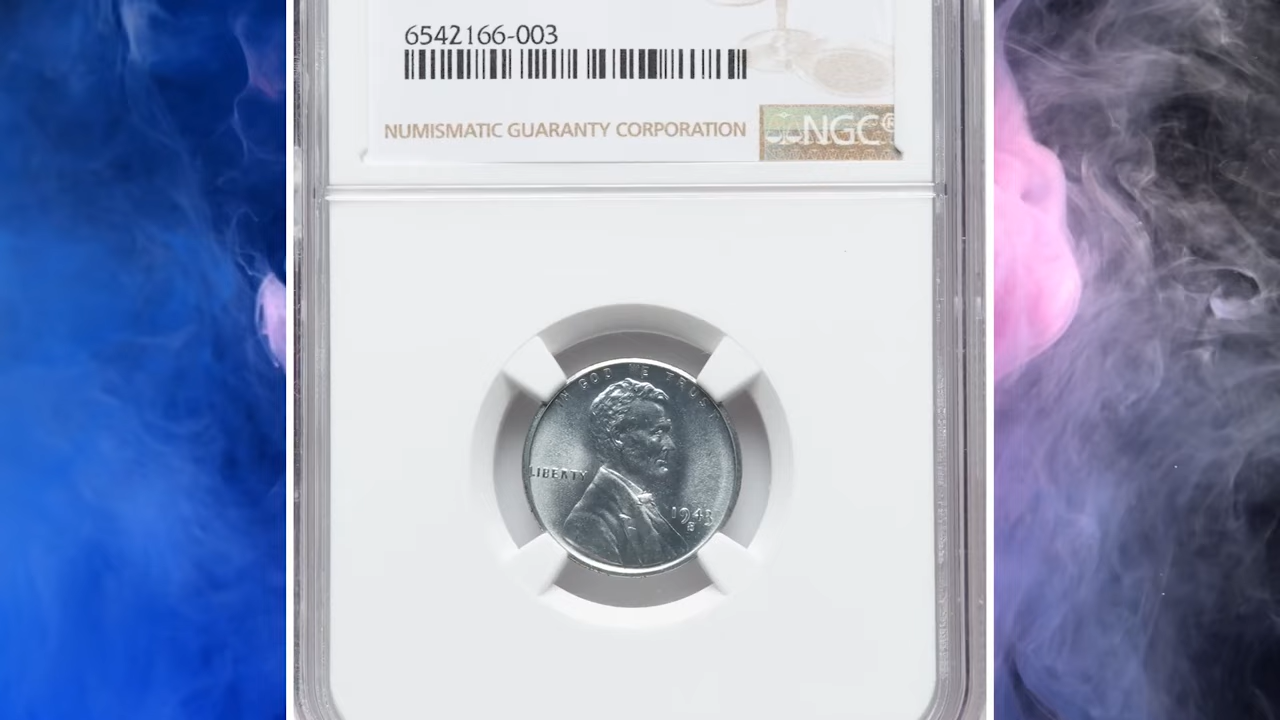 6542166-003
NUMISMATIC GUARANTY CORPORATION
NGC®
IN GOD WE TRUST
LIBERTY
1943
S